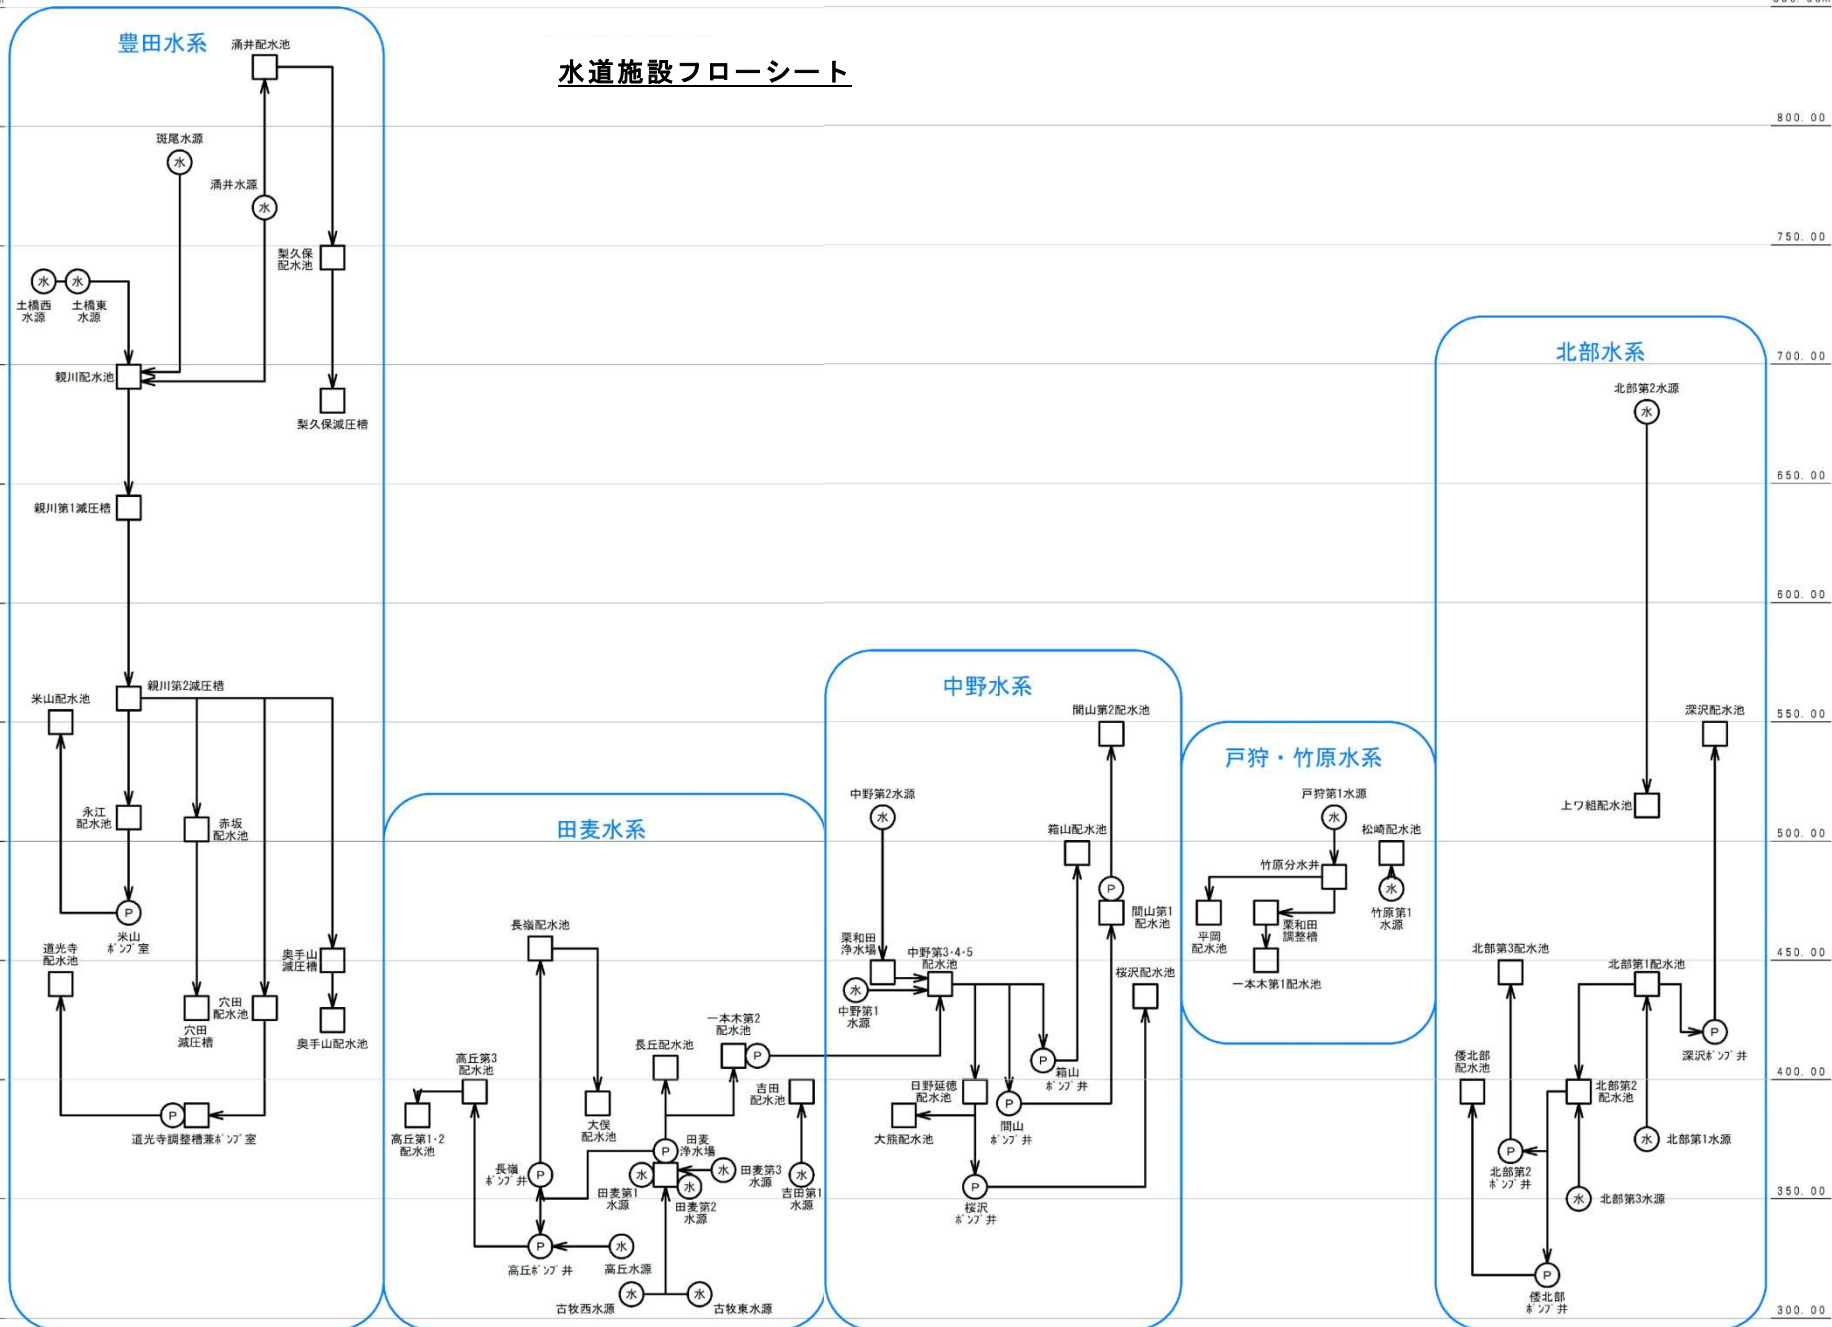 水道施設フローシート
豊田水系
涌井配水池
斑尾水源
水
涌井水源
水
梨久保
配水池
水
水
土橋西
水源
土橋東
水源
親川配水池
梨久保減圧槽
親川第1減圧槽
親川第2減圧槽
米山配水池
永江
配水池
赤坂
配水池
P
米山
ﾎﾟﾝﾌﾟ室
道光寺
配水池
奥手山
減圧槽
穴田
減圧槽
穴田
配水池
奥手山配水池
P
道光寺調整槽兼ﾎﾟﾝﾌﾟ室
田麦水系
長嶺配水池
一本木第2
配水池
P
長丘配水池
高丘第3
配水池
吉田
配水池
高丘第1･2
配水池
大俣
配水池
P
田麦
浄水場
長嶺
ﾎﾟﾝﾌﾟ井
P
水
水
水
田麦第3
水源
田麦第1
水源
田麦第2
水源
水
吉田第1
水源
P
高丘ﾎﾟﾝﾌﾟ井
水
高丘水源
水
古牧西水源
水
古牧東水源
中野水系
間山第2配水池
中野第2水源
水
箱山配水池
P
間山第1
配水池
栗和田
浄水場
中野第3･4･5
配水池
桜沢配水池
水
中野第1
水源
P
箱山
ﾎﾟﾝﾌﾟ井
日野延徳
配水池
大熊配水池
P
間山
ﾎﾟﾝﾌﾟ井
P
桜沢
ﾎﾟﾝﾌﾟ井
戸狩・竹原水系
戸狩第1水源
水
松崎配水池
竹原分水井
水
竹原第1
水源
平岡
配水池
栗和田
調整槽
一本木第1配水池
北部水系
北部第2水源
水
深沢配水池
上ワ組配水池
北部第3配水池
北部第1配水池
P
深沢ﾎﾟﾝﾌﾟ井
倭北部
配水池
北部第2
配水池
水
北部第1水源
P
北部第2
ﾎﾟﾝﾌﾟ井
水
北部第3水源
P
倭北部
ﾎﾟﾝﾌﾟ井
800.00
750.00
700.00
650.00
600.00
550.00
500.00
450.00
400.00
350.00
300.00